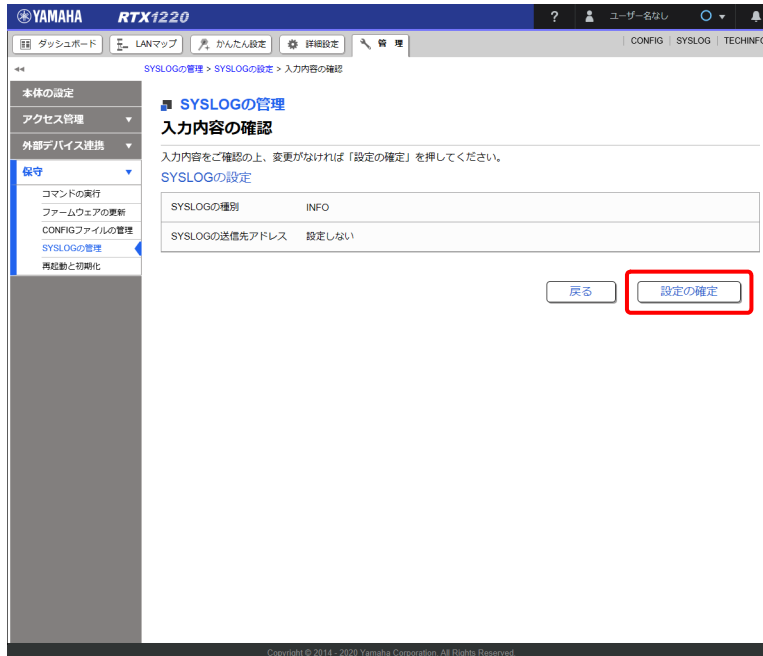 YAMAHA RTX1220 ? ユーザー名なし
ダッシュボード LANマップ かんたん設定 詳細設定 管 理 CONFIG SYSLOG TECHINFO
SYSLOGの管理 > SYSLOGの設定 > 入力内容の確認
本体の設定
アクセス管理
外部デバイス連携
保守
コマンドの実行
ファームウェアの更新
CONFIGファイルの管理
SYSLOGの管理
再起動と初期化
SYSLOGの管理
入力内容の確認
入力内容をご確認の上、変更がなければ「設定の確定」を押してください。
SYSLOGの設定
SYSLOGの種別 INFO
SYSLOGの送信先アドレス 設定しない
戻る 設定の確定
Copyright © 2014 - 2020 Yamaha Corporation. All Rights Reserved.